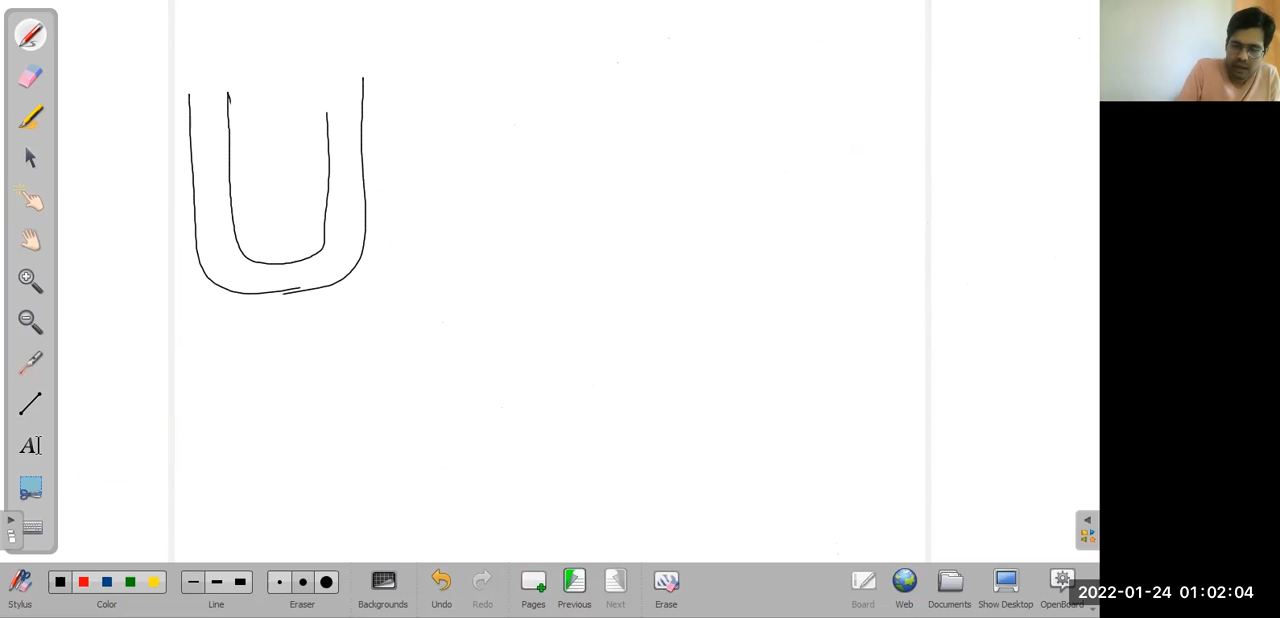 A
Stylus
Color
Line
Eraser
Backgrounds
Undo
Redo
Pages
Previous
Next
Erase
Board
Web
Documents
Show Desktop
OpenBoard
2022-01-24 01:02:04